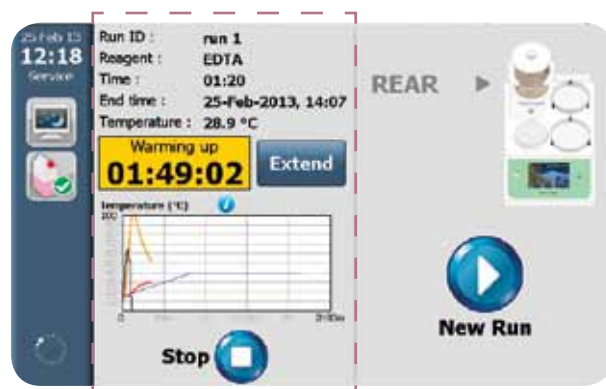 25 Feb 13
12:18
Service
Run ID : run 1
Reagent : EDTA
Time : 01:20
End time : 25-Feb-2013, 14:07
Temperature : 28.9 °C
Warming up
01:49:02
Extend
Temperature (°C)
200
0
Stop
REAR
New Run